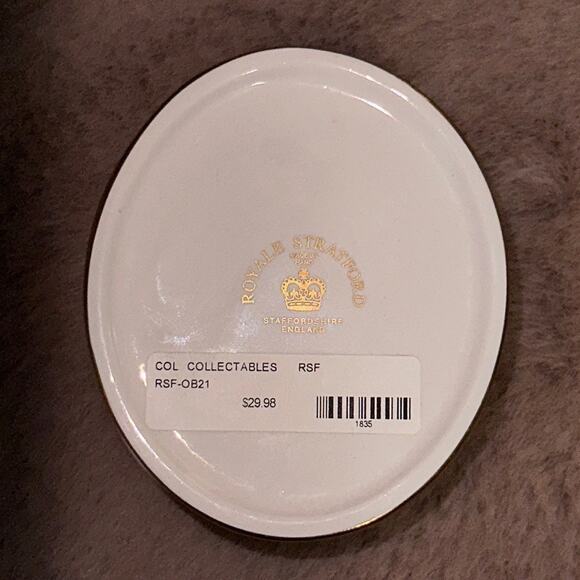 ROYALE STRATFORD
STAFFORDSHIRE
ENGLAND
COL COLLECTABLES RSF
RSF-OB21
$29.98
1835